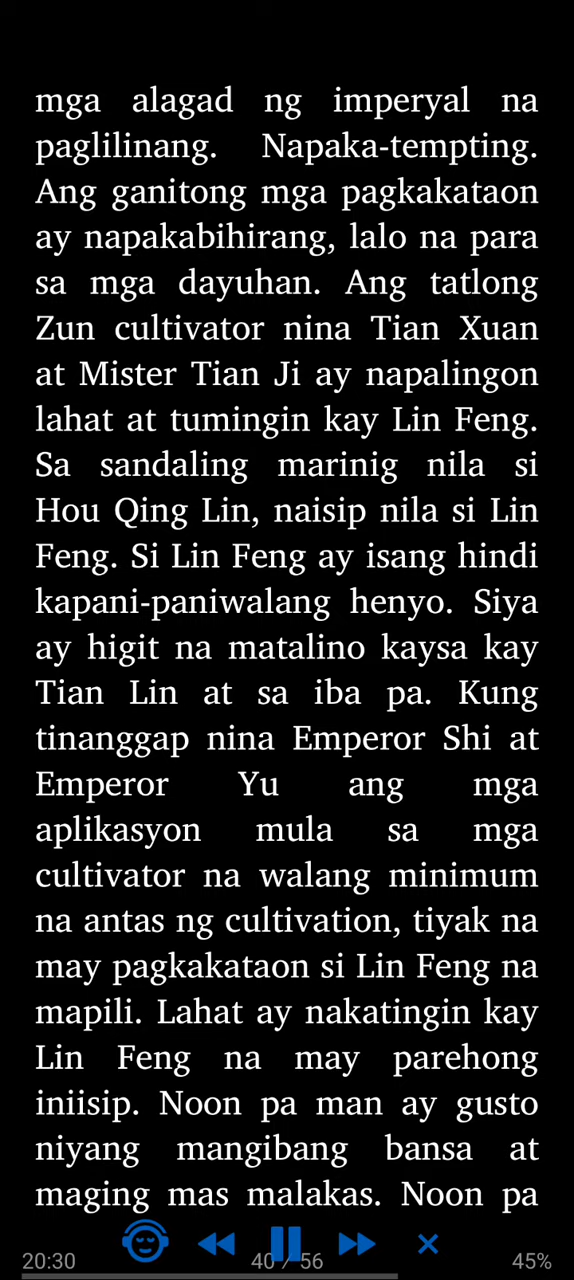 mga alagad ng imperyal na
paglilinang. Napaka-tempting.
Ang ganitong mga pagkakataon
ay napakabihirang, lalo na para
sa mga dayuhan. Ang tatlong
Zun cultivator nina Tian Xuan
at Mister Tian Ji ay napalingon
lahat at tumingin kay Lin Feng.
Sa sandaling marinig nila si
Hou Qing Lin, naisip nila si Lin
Feng. Si Lin Feng ay isang hindi
kapani-paniwalang henyo. Siya
ay higit na matalino kaysa kay
Tian Lin at sa iba pa. Kung
tinanggap nina Emperor Shi at
Emperor Yu ang mga
aplikasyon mula sa mga
cultivator na walang minimum
na antas ng cultivation, tiyak na
may pagkakataon si Lin Feng na
mapili. Lahat ay nakatingin kay
Lin Feng na may parehong
iniisip. Noon pa man ay gusto
niyang mangibang bansa at
maging mas malakas. Noon pa
20:30 40 / 56 45%